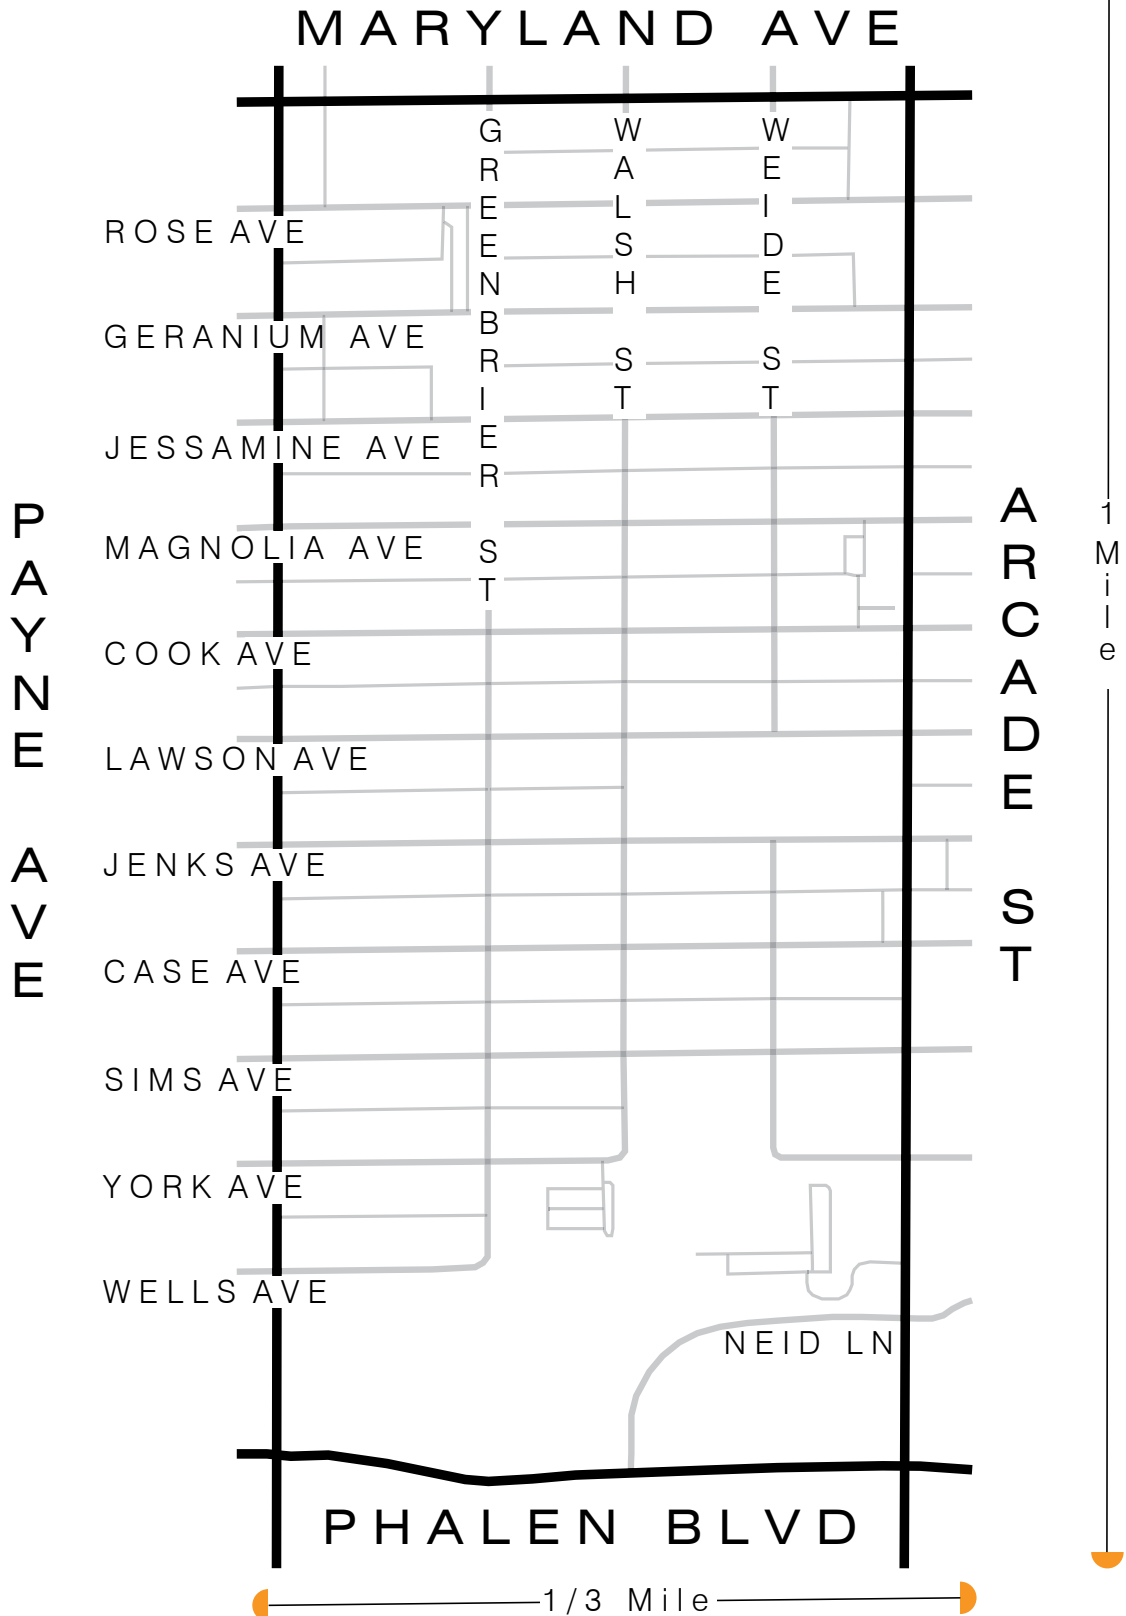 MARYLAND AVE
GREENBRIER ST
WALSH ST
WEIDE ST
ROSE AVE
GERANIUM AVE
JESSAMINE AVE
PAYNE AVE
ARCADE ST
1 Mile
MAGNOLIA AVE
COOK AVE
LAWSON AVE
JENKS AVE
CASE AVE
SIMS AVE
YORK AVE
WELLS AVE
NEID LN
PHALEN BLVD
1/3 Mile